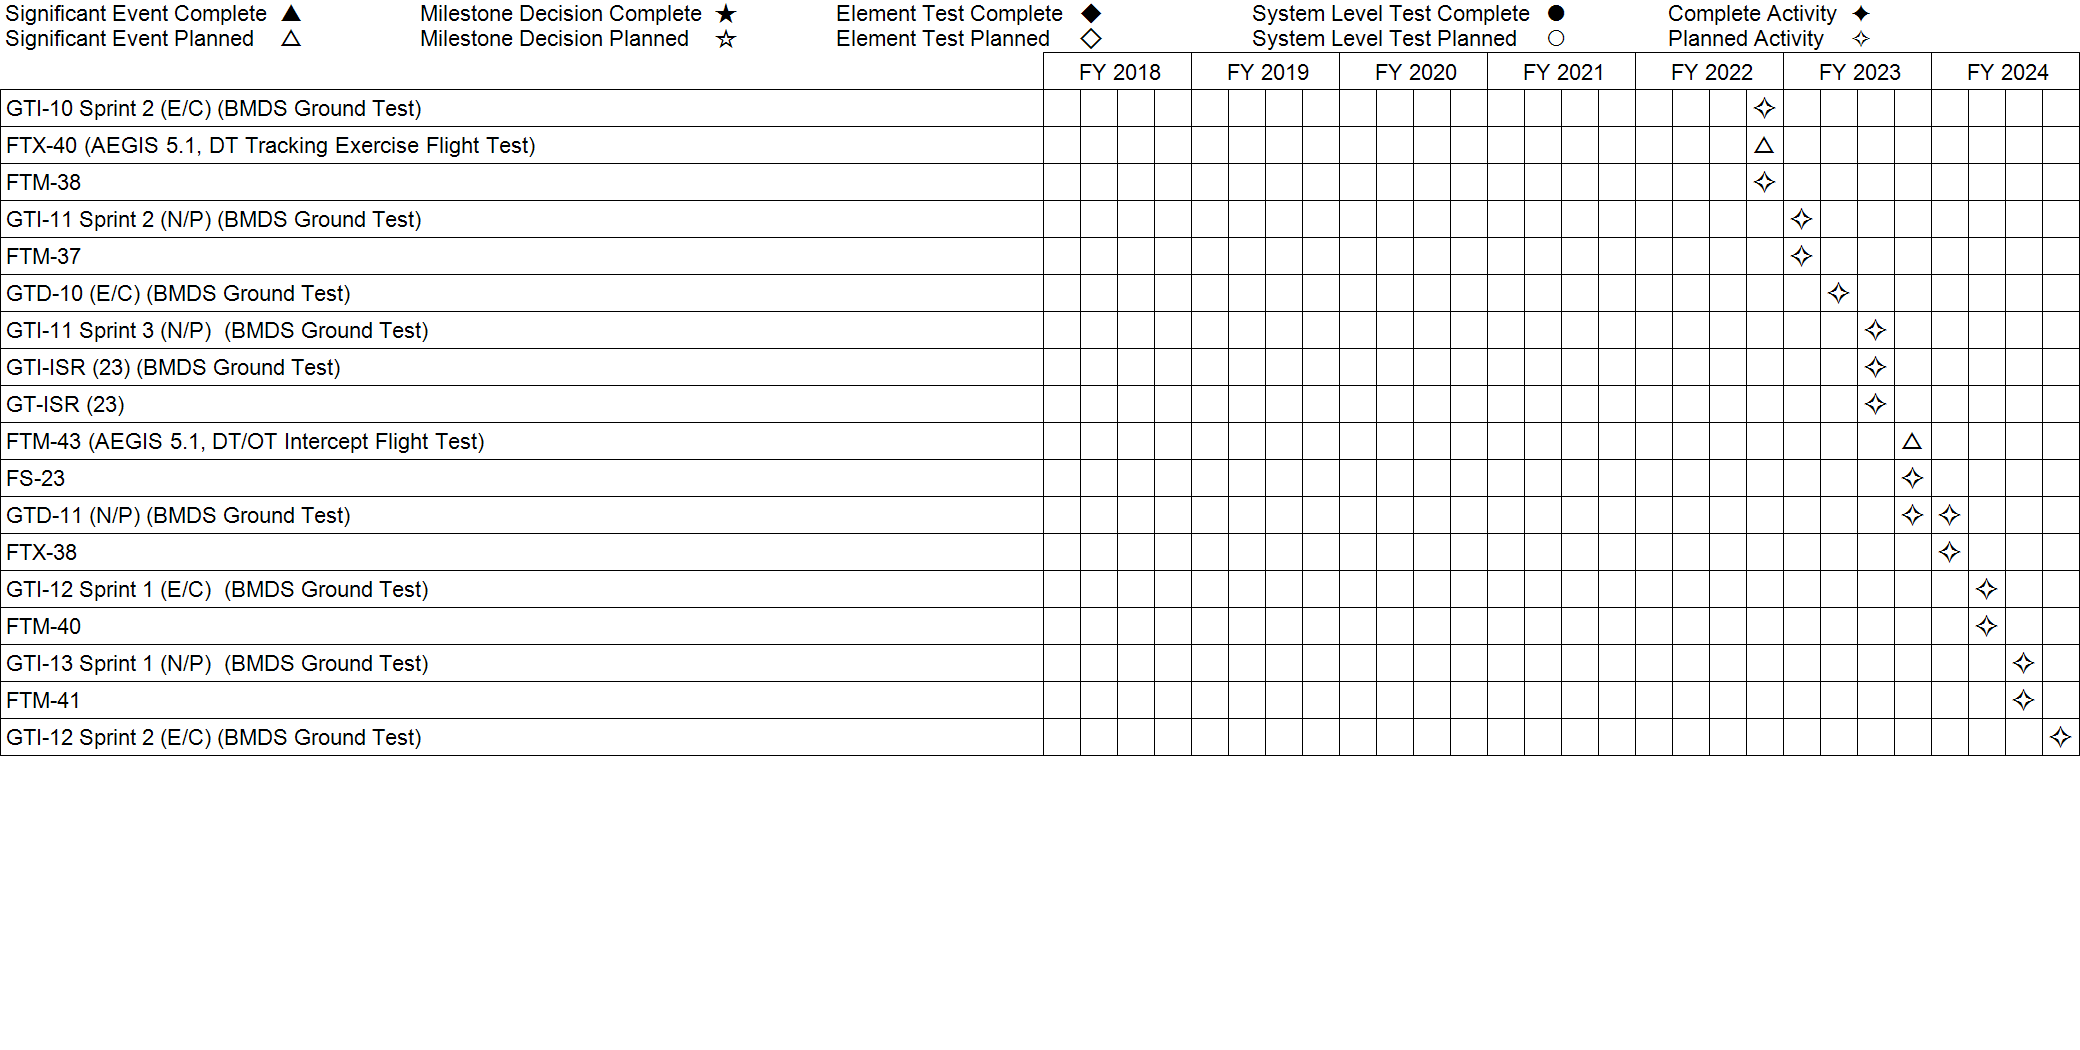 Significant Event Complete ▲ Milestone Decision Complete ★ Element Test Complete ◆ System Level Test Complete ● Complete Activity ✦
Significant Event Planned △ Milestone Decision Planned ☆ Element Test Planned ◇ System Level Test Planned ○ Planned Activity ✧
FY 2018 FY 2019 FY 2020 FY 2021 FY 2022 FY 2023 FY 2024
GTI-10 Sprint 2 (E/C) (BMDS Ground Test) ✧
FTX-40 (AEGIS 5.1, DT Tracking Exercise Flight Test) △
FTM-38 ✧
GTI-11 Sprint 2 (N/P) (BMDS Ground Test) ✧
FTM-37 ✧
GTD-10 (E/C) (BMDS Ground Test) ✧
GTI-11 Sprint 3 (N/P) (BMDS Ground Test) ✧
GTI-ISR (23) (BMDS Ground Test) ✧
GT-ISR (23) ✧
FTM-43 (AEGIS 5.1, DT/OT Intercept Flight Test) △
FS-23 ✧
GTD-11 (N/P) (BMDS Ground Test) ✧ ✧
FTX-38 ✧
GTI-12 Sprint 1 (E/C) (BMDS Ground Test) ✧
FTM-40 ✧
GTI-13 Sprint 1 (N/P) (BMDS Ground Test) ✧
FTM-41 ✧
GTI-12 Sprint 2 (E/C) (BMDS Ground Test) ✧